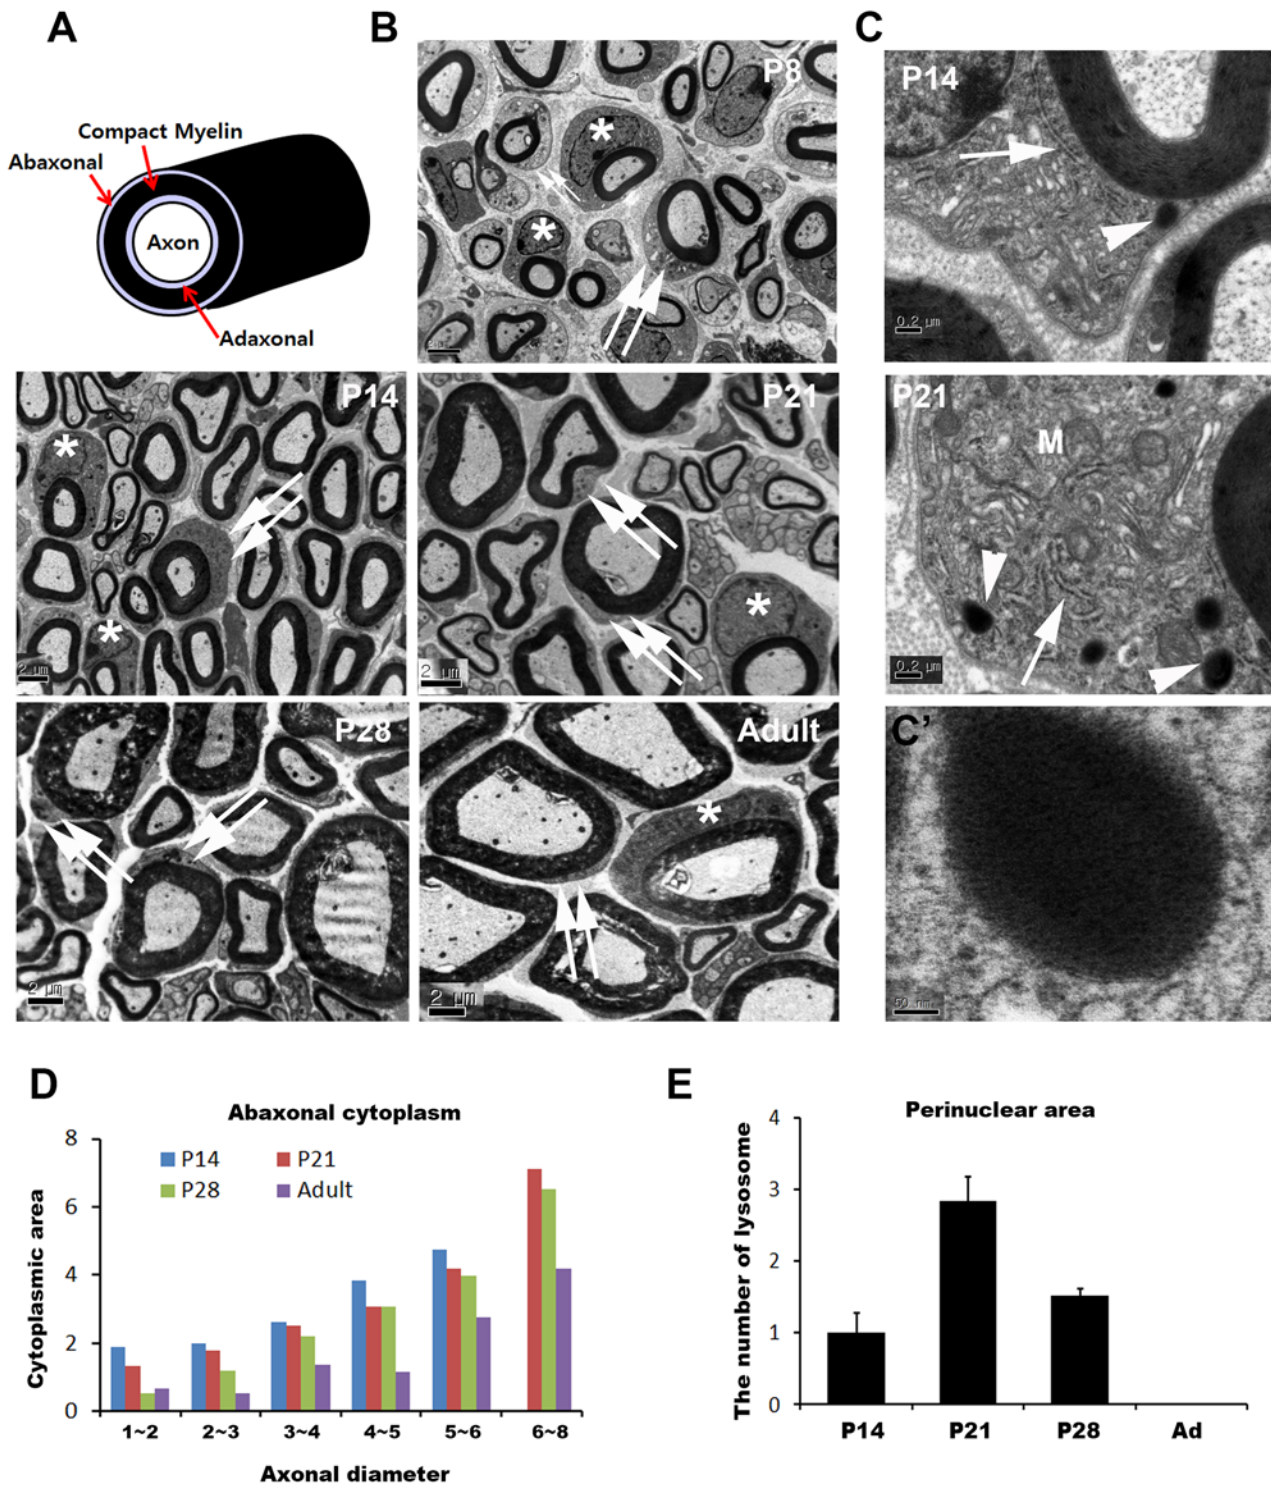 A
Compact Myelin
Abaxonal
Axon
Adaxonal
B
P8
2 µm
P14
2 µm
P21
2 µm
P28
2 µm
Adult
2 µm
C
P14
0.2 µm
P21
M
0.2 µm
C’
50 nm
D
Abaxonal cytoplasm
P14
P21
P28
Adult
Cytoplasmic area
8
6
4
2
0
1~2 2~3 3~4 4~5 5~6 6~8
Axonal diameter
E
Perinuclear area
The number of lysosome
4
3
2
1
0
P14 P21 P28 Ad